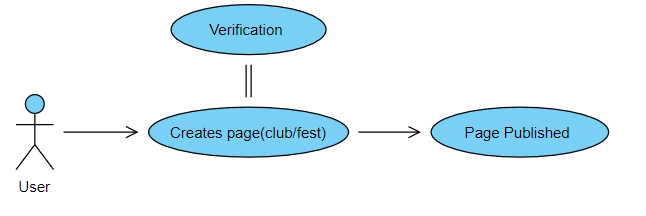 Verification
Creates page(club/fest)
Page Published
User